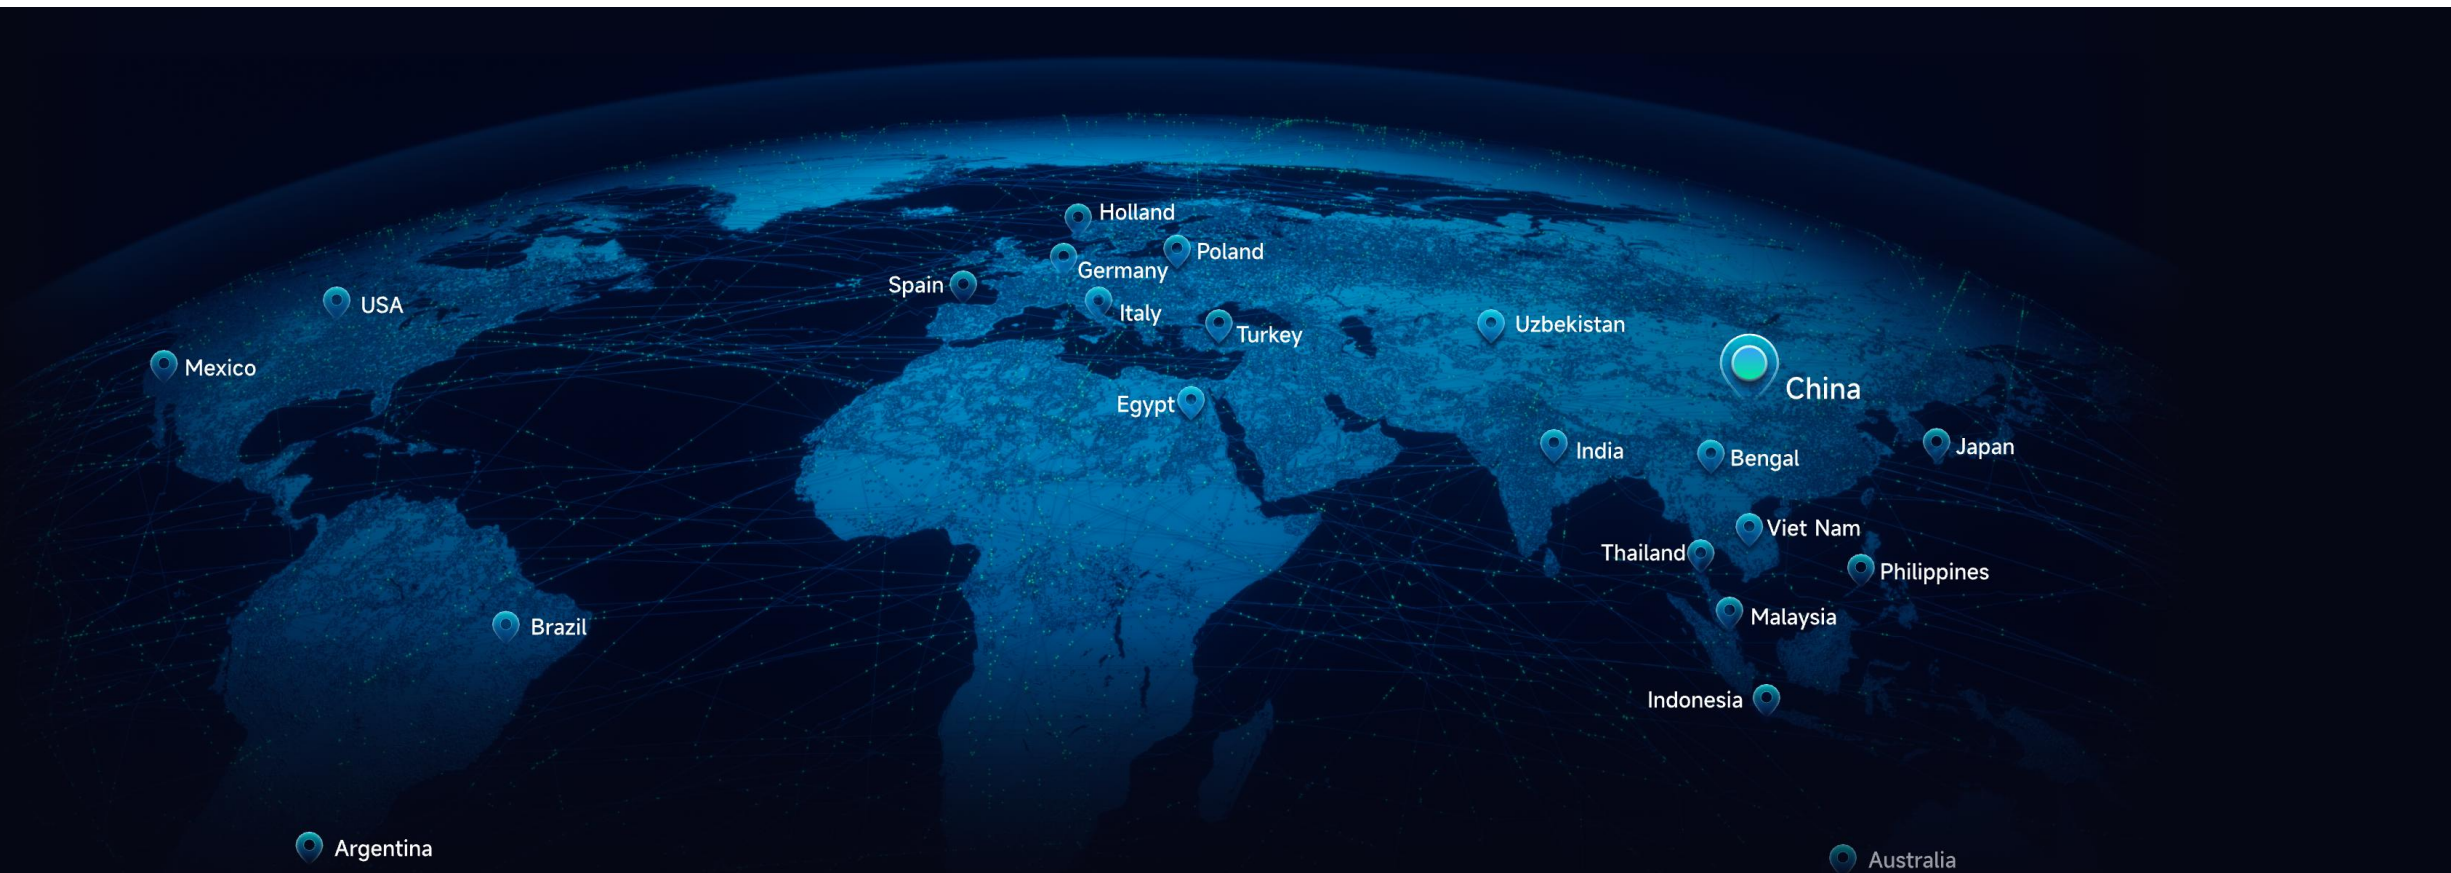 Holland
Poland
Germany
Spain
USA
Italy
Uzbekistan
Turkey
Mexico
China
Egypt
Japan
India
Bengal
Viet Nam
Thailand
Philippines
Malaysia
Brazil
Indonesia
Argentina
Australia